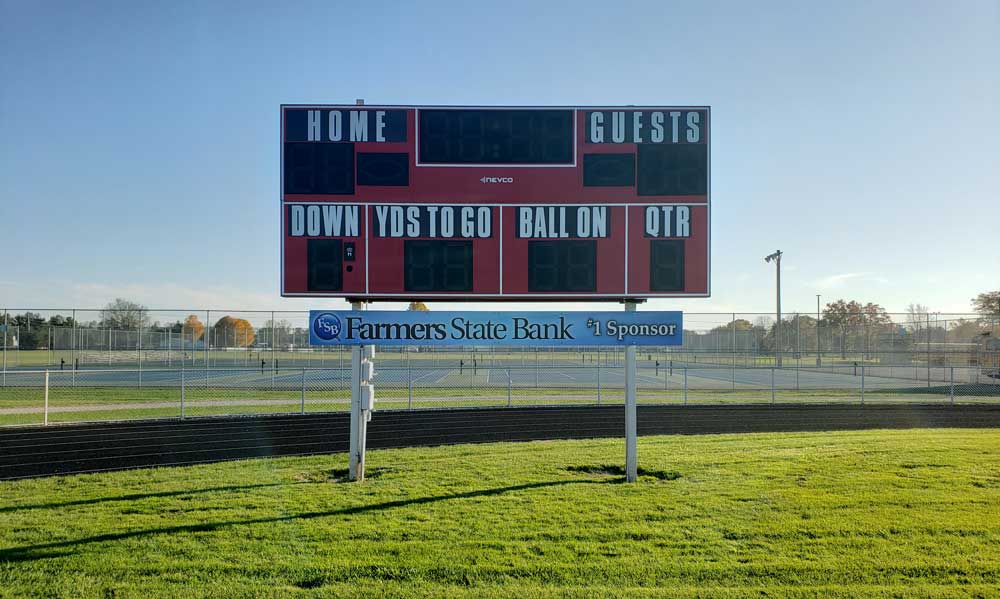 HOME GUESTS
NEVCO
DOWN YDS TO GO BALL ON QTR
FSB Farmers State Bank #1 Sponsor